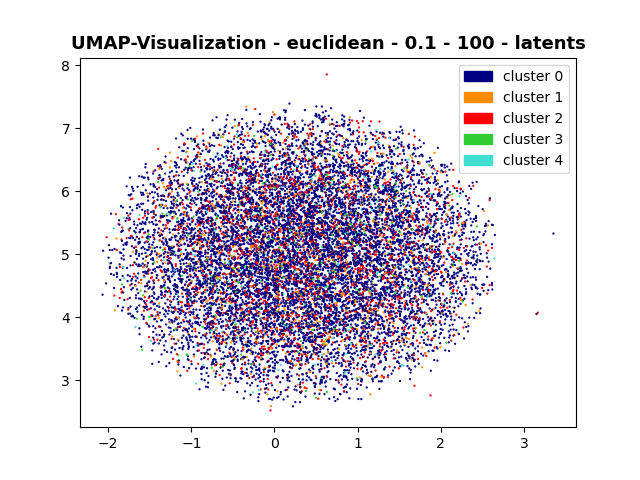 UMAP-Visualization - euclidean - 0.1 - 100 - latents
8
7
6
5
4
3
cluster 0
cluster 1
cluster 2
cluster 3
cluster 4
−2 −1 0 1 2 3